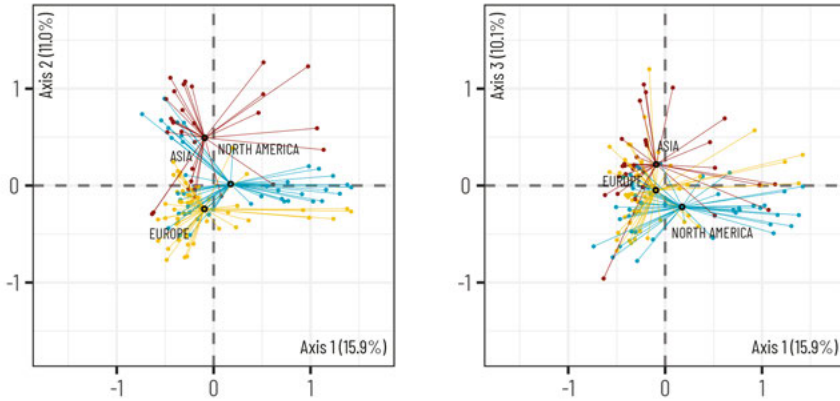 Axis 2 (11.0%)
1
0
-1
ASIA
NORTH AMERICA
EUROPE
Axis 1 (15.9%)
-1
0
1
Axis 3 (10.1%)
1
0
-1
ASIA
EUROPE
NORTH AMERICA
Axis 1 (15.9%)
-1
0
1